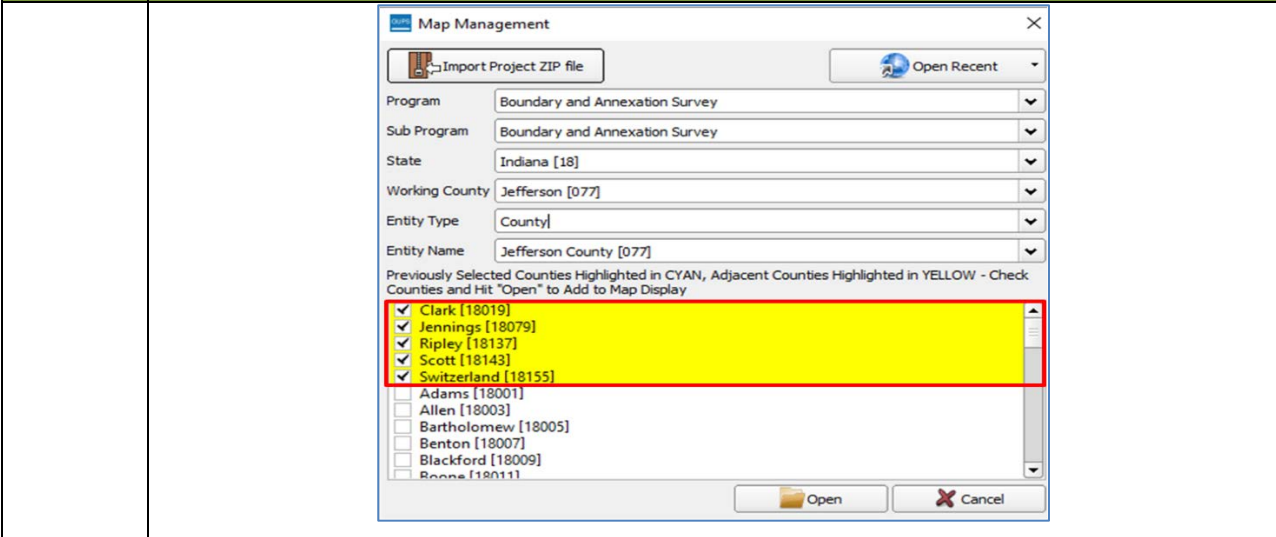 GUPS Map Management
Import Project ZIP file
Open Recent
Program Boundary and Annexation Survey
Sub Program Boundary and Annexation Survey
State Indiana [18]
Working County Jefferson [077]
Entity Type County
Entity Name Jefferson County [077]
Previously Selected Counties Highlighted in CYAN, Adjacent Counties Highlighted in YELLOW - Check
Counties and Hit "Open" to Add to Map Display
Clark [18019]
Jennings [18079]
Ripley [18137]
Scott [18143]
Switzerland [18155]
Adams [18001]
Allen [18003]
Bartholomew [18005]
Benton [18007]
Blackford [18009]
Boone [18011]
Open
Cancel